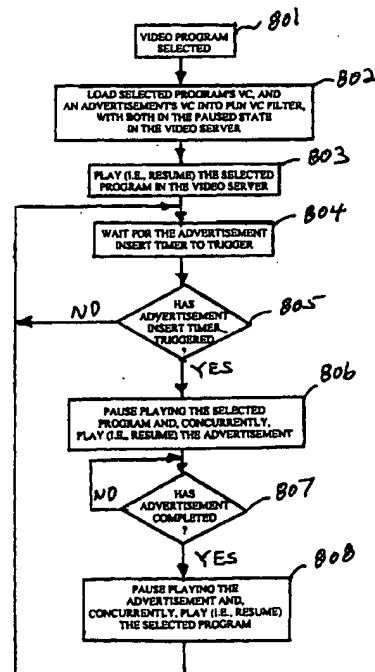 801
VIDEO PROGRAM
SELECTED
802
LOAD SELECTED PROGRAM'S VC, AND
AN ADVERTISEMENT'S VC INTO PUN VC FILTER,
WITH BOTH IN THE PAUSED STATE
IN THE VIDEO SERVER
803
PLAY (I.E., RESUME) THE SELECTED
PROGRAM IN THE VIDEO SERVER
804
WAIT FOR THE ADVERTISEMENT
INSERT TIMER TO TRIGGER
805
HAS
ADVERTISEMENT
INSERT TIMER
TRIGGERED
?
NO
YES
806
PAUSE PLAYING THE SELECTED
PROGRAM AND, CONCURRENTLY,
PLAY (I.E., RESUME) THE ADVERTISEMENT
807
HAS
ADVERTISEMENT
COMPLETED
?
NO
YES
808
PAUSE PLAYING THE
ADVERTISEMENT AND,
CONCURRENTLY, PLAY (I.E., RESUME)
THE SELECTED PROGRAM